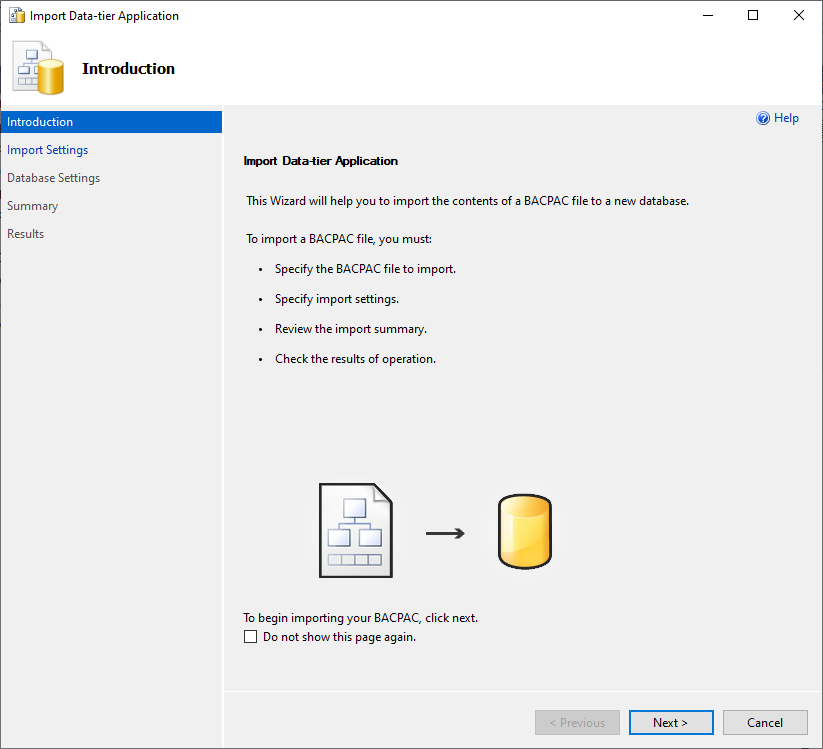 Import Data-tier Application
Introduction
Introduction
Import Settings
Database Settings
Summary
Results
Help
Import Data-tier Application
This Wizard will help you to import the contents of a BACPAC file to a new database.
To import a BACPAC file, you must:
• Specify the BACPAC file to import.
• Specify import settings.
• Review the import summary.
• Check the results of operation.
To begin importing your BACPAC, click next.
Do not show this page again.
< Previous
Next >
Cancel